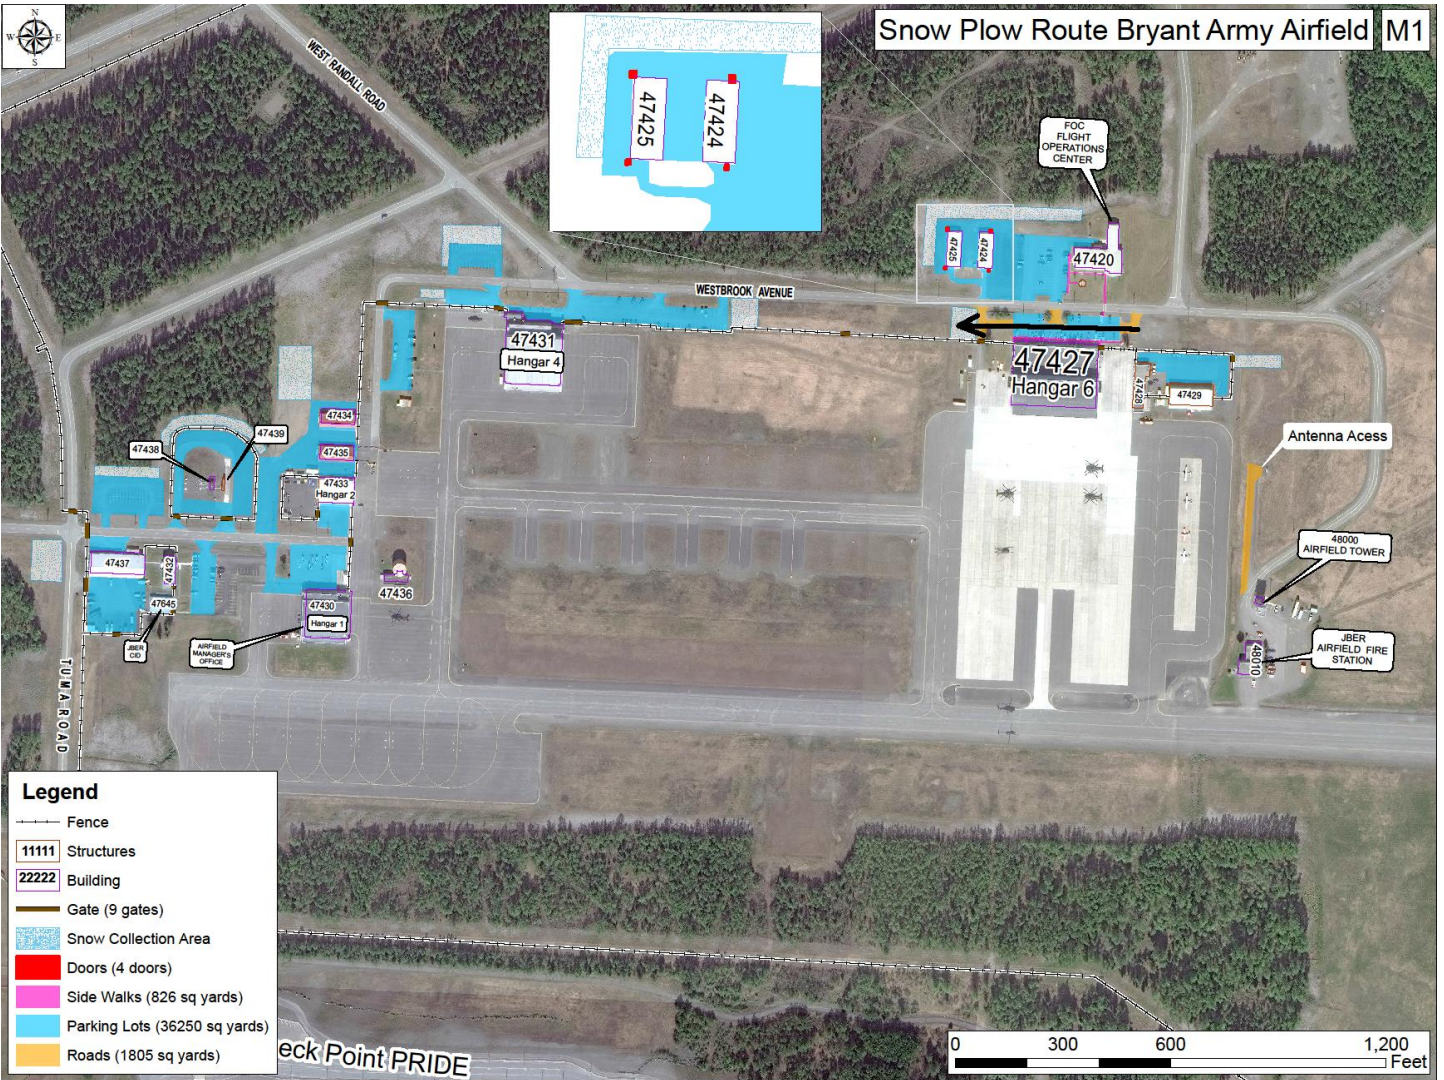 Snow Plow Route Bryant Army Airfield
M1
N
W
E
S
WEST RANDALL ROAD
47425
47424
FOC
FLIGHT
OPERATIONS
CENTER
47425
47424
47420
WESTBROOK AVENUE
47431
Hangar 4
47427
Hangar 6
47428
47429
47434
47439
47438
47435
47433
Hangar 2
Antenna Acess
48000
AIRFIELD TOWER
47437
47432
47645
47436
47430
Hangar 1
JBER
CID
AIRFIELD
MANAGER'S
OFFICE
48010
JBER
AIRFIELD FIRE
STATION
TUMA ROAD
Legend
Fence
11111 Structures
22222 Building
Gate (9 gates)
Snow Collection Area
Doors (4 doors)
Side Walks (826 sq yards)
Parking Lots (36250 sq yards)
Roads (1805 sq yards)
eck Point PRIDE
0 300 600 1,200
Feet